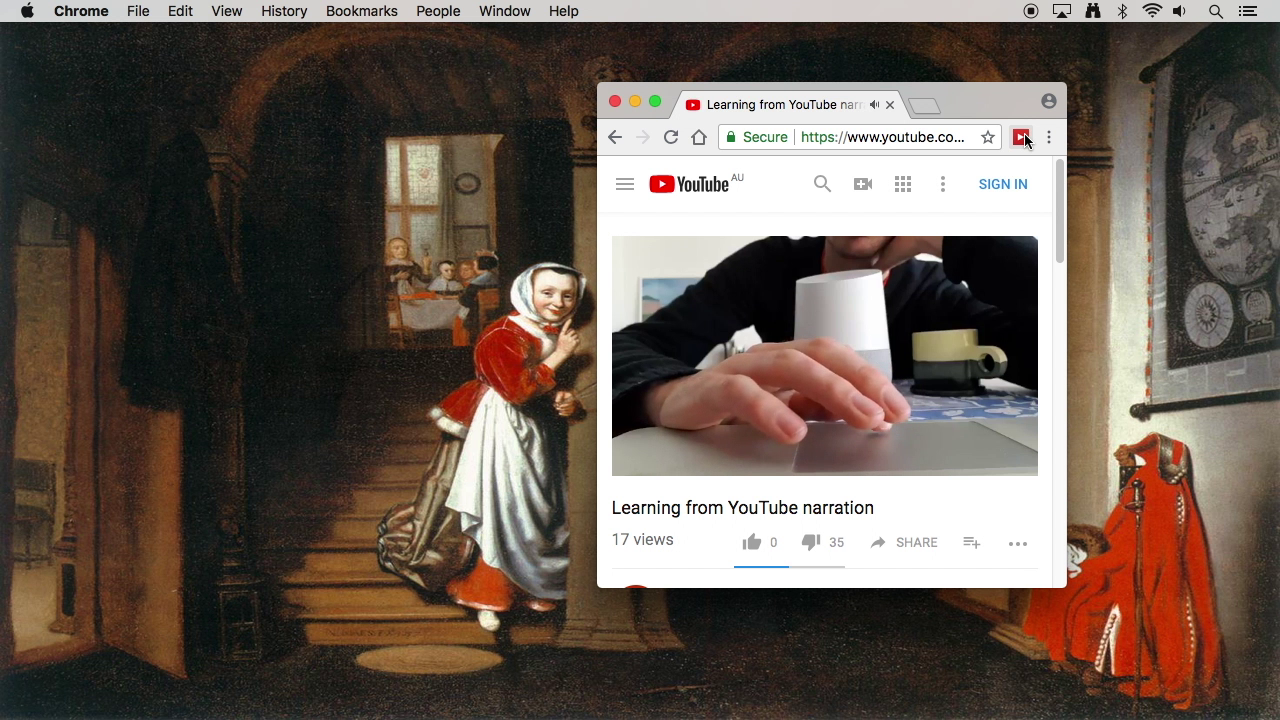 Chrome File Edit View History Bookmarks People Window Help
Learning from YouTube narr
Secure https://www.youtube.co...
YouTube AU
SIGN IN
Learning from YouTube narration
17 views
0 35 SHARE